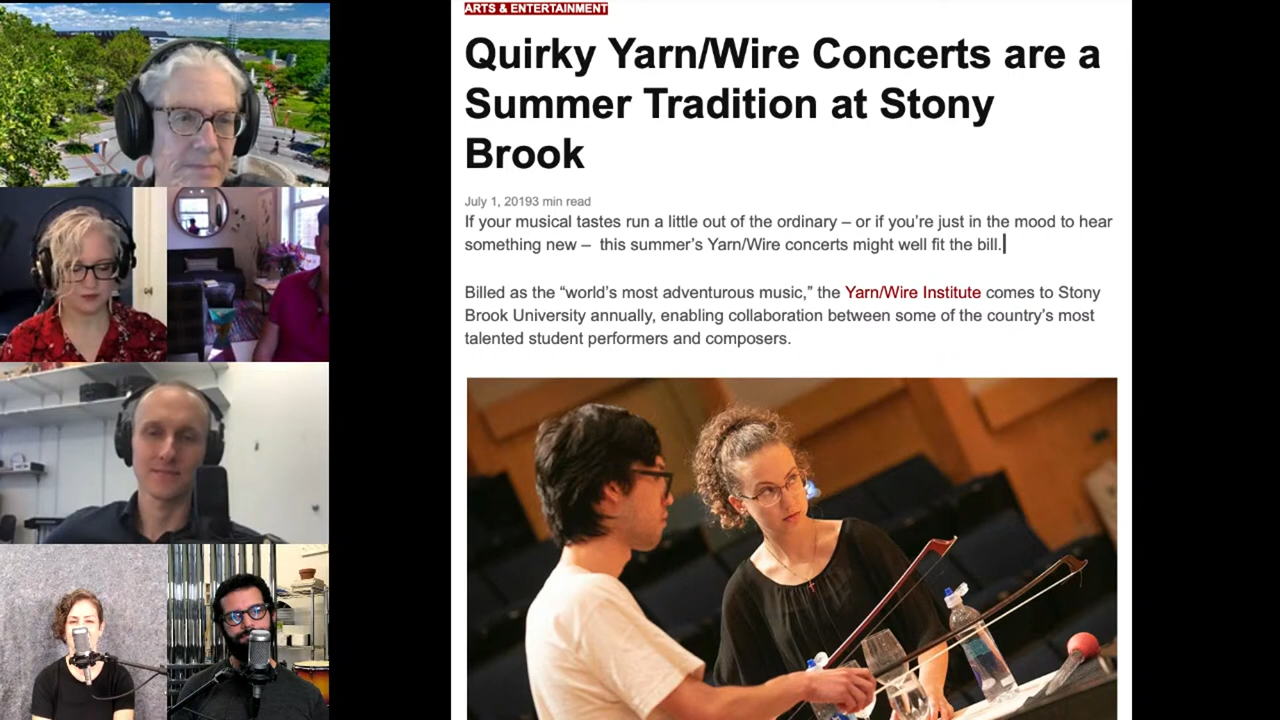 ARTS & ENTERTAINMENT
Quirky Yarn/Wire Concerts are a
Summer Tradition at Stony
Brook
July 1, 20193 min read
If your musical tastes run a little out of the ordinary – or if you’re just in the mood to hear
something new –  this summer’s Yarn/Wire concerts might well fit the bill.
Billed as the “world’s most adventurous music,” the Yarn/Wire Institute comes to Stony
Brook University annually, enabling collaboration between some of the country’s most
talented student performers and composers.